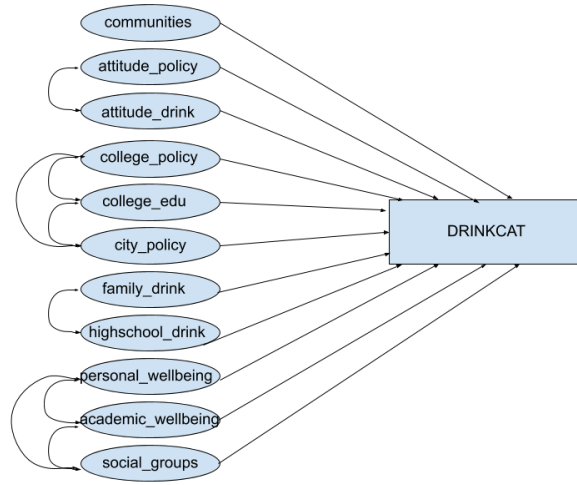 communities
attitude_policy
attitude_drink
college_policy
college_edu
city_policy
family_drink
highschool_drink
personal_wellbeing
academic_wellbeing
social_groups
DRINKCAT